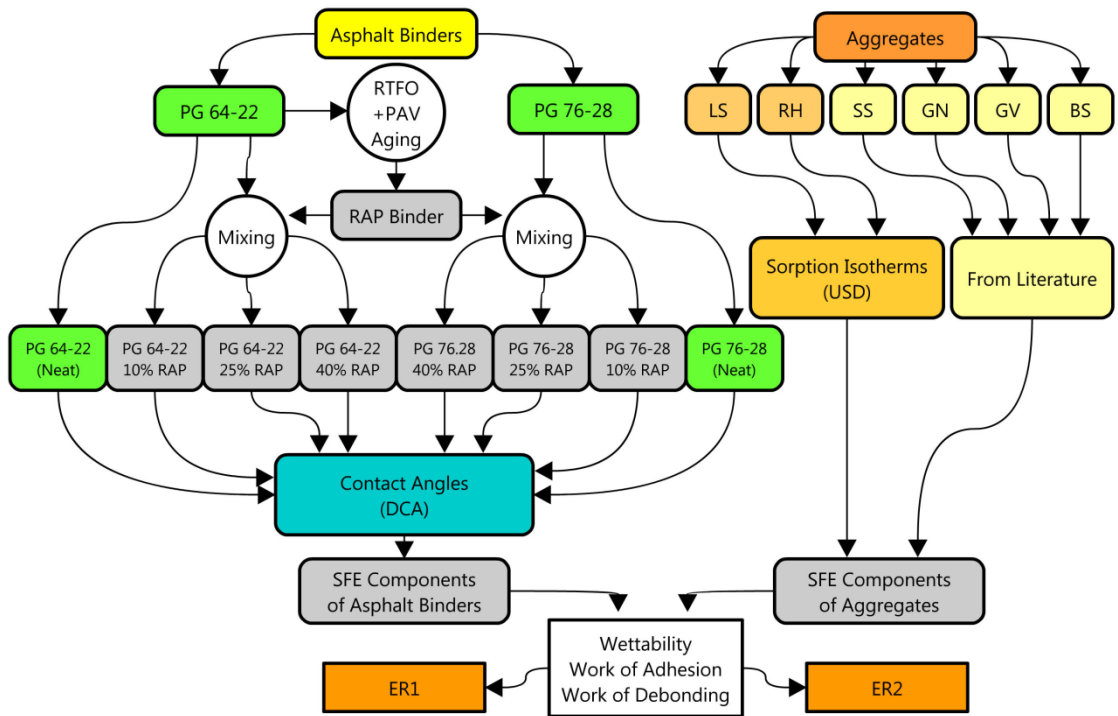 Asphalt Binders
Aggregates
PG 64-22
RTFO
+PAV
Aging
PG 76-28
LS
RH
SS
GN
GV
BS
RAP Binder
Mixing
Mixing
Sorption Isotherms
(USD)
From Literature
PG 64-22
(Neat)
PG 64-22
10% RAP
PG 64-22
25% RAP
PG 64-22
40% RAP
PG 76.28
40% RAP
PG 76-28
25% RAP
PG 76-28
10% RAP
PG 76-28
(Neat)
Contact Angles
(DCA)
SFE Components
of Asphalt Binders
SFE Components
of Aggregates
Wettability
Work of Adhesion
Work of Debonding
ER1
ER2